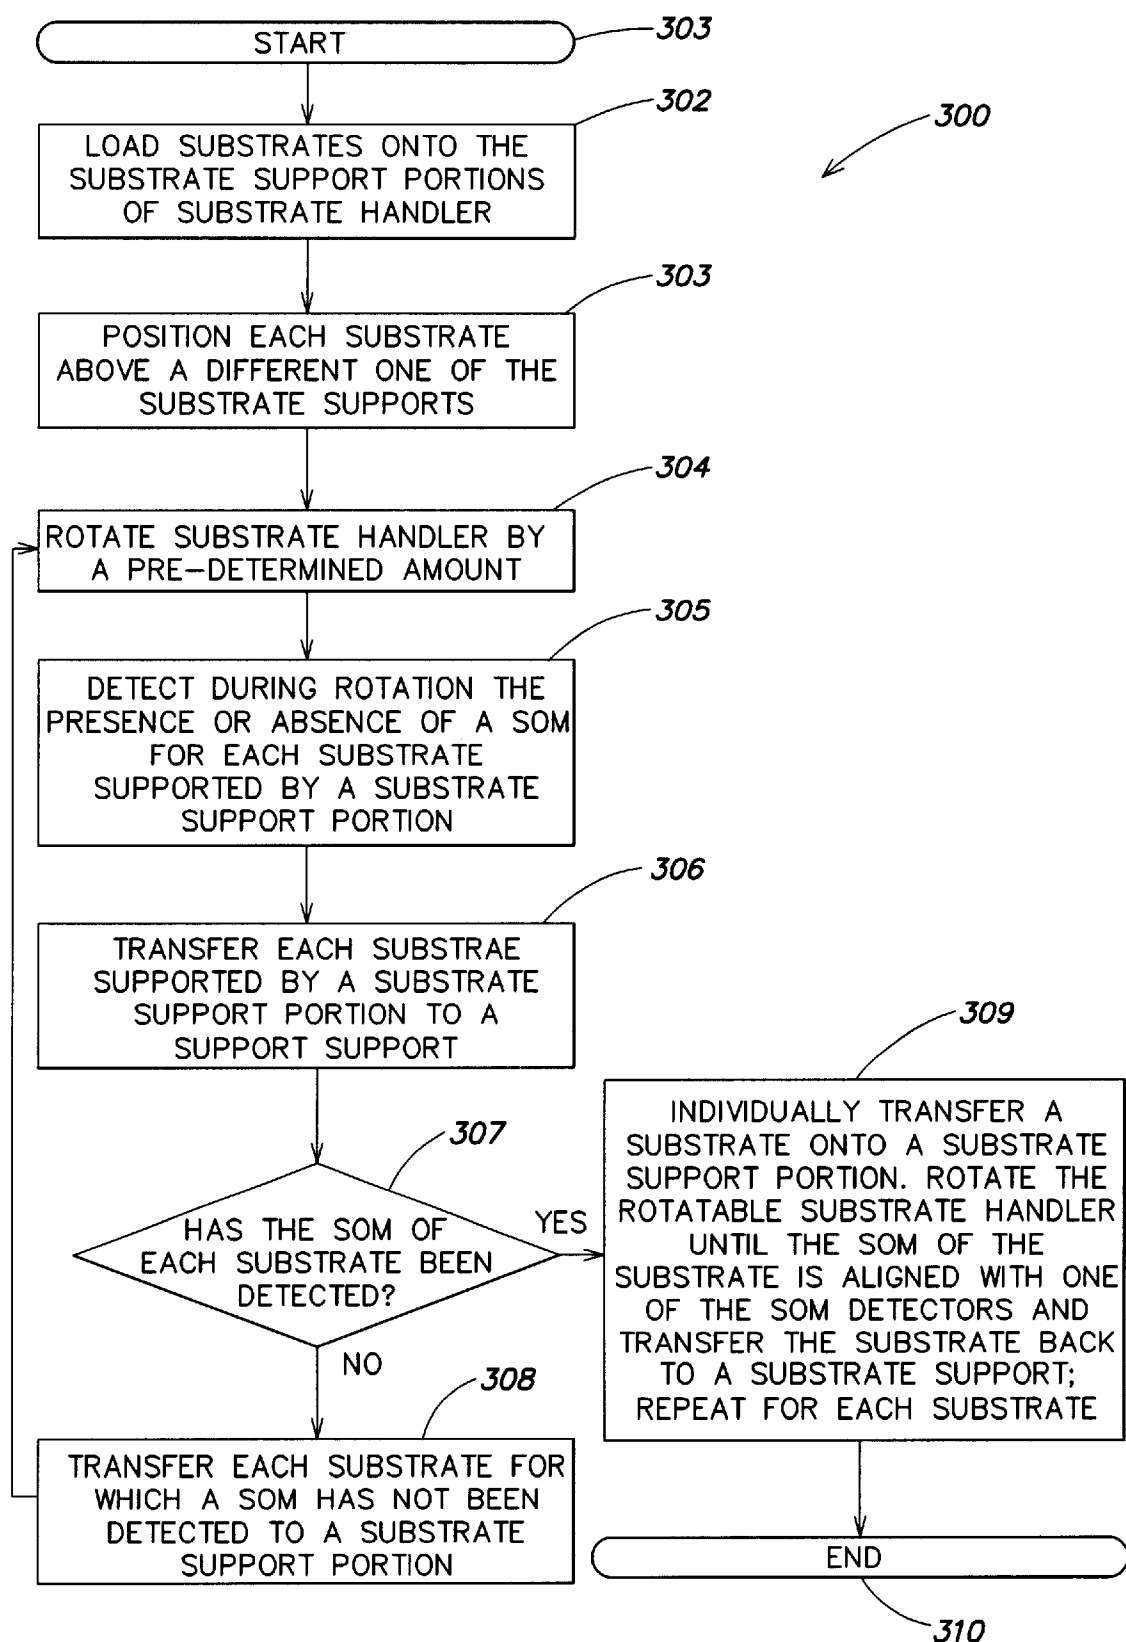 START
303
302
300
LOAD SUBSTRATES ONTO THE
SUBSTRATE SUPPORT PORTIONS
OF SUBSTRATE HANDLER
303
POSITION EACH SUBSTRATE
ABOVE A DIFFERENT ONE OF THE
SUBSTRATE SUPPORTS
304
ROTATE SUBSTRATE HANDLER BY
A PRE-DETERMINED AMOUNT
305
DETECT DURING ROTATION THE
PRESENCE OR ABSENCE OF A SOM
FOR EACH SUBSTRATE
SUPPORTED BY A SUBSTRATE
SUPPORT PORTION
306
TRANSFER EACH SUBSTRAE
SUPPORTED BY A SUBSTRATE
SUPPORT PORTION TO A
SUPPORT SUPPORT
307
HAS THE SOM OF
EACH SUBSTRATE BEEN
DETECTED?
YES
NO
308
TRANSFER EACH SUBSTRATE FOR
WHICH A SOM HAS NOT BEEN
DETECTED TO A SUBSTRATE
SUPPORT PORTION
309
INDIVIDUALLY TRANSFER A
SUBSTRATE ONTO A SUBSTRATE
SUPPORT PORTION. ROTATE THE
ROTATABLE SUBSTRATE HANDLER
UNTIL THE SOM OF THE
SUBSTRATE IS ALIGNED WITH ONE
OF THE SOM DETECTORS AND
TRANSFER THE SUBSTRATE BACK
TO A SUBSTRATE SUPPORT;
REPEAT FOR EACH SUBSTRATE
END
310